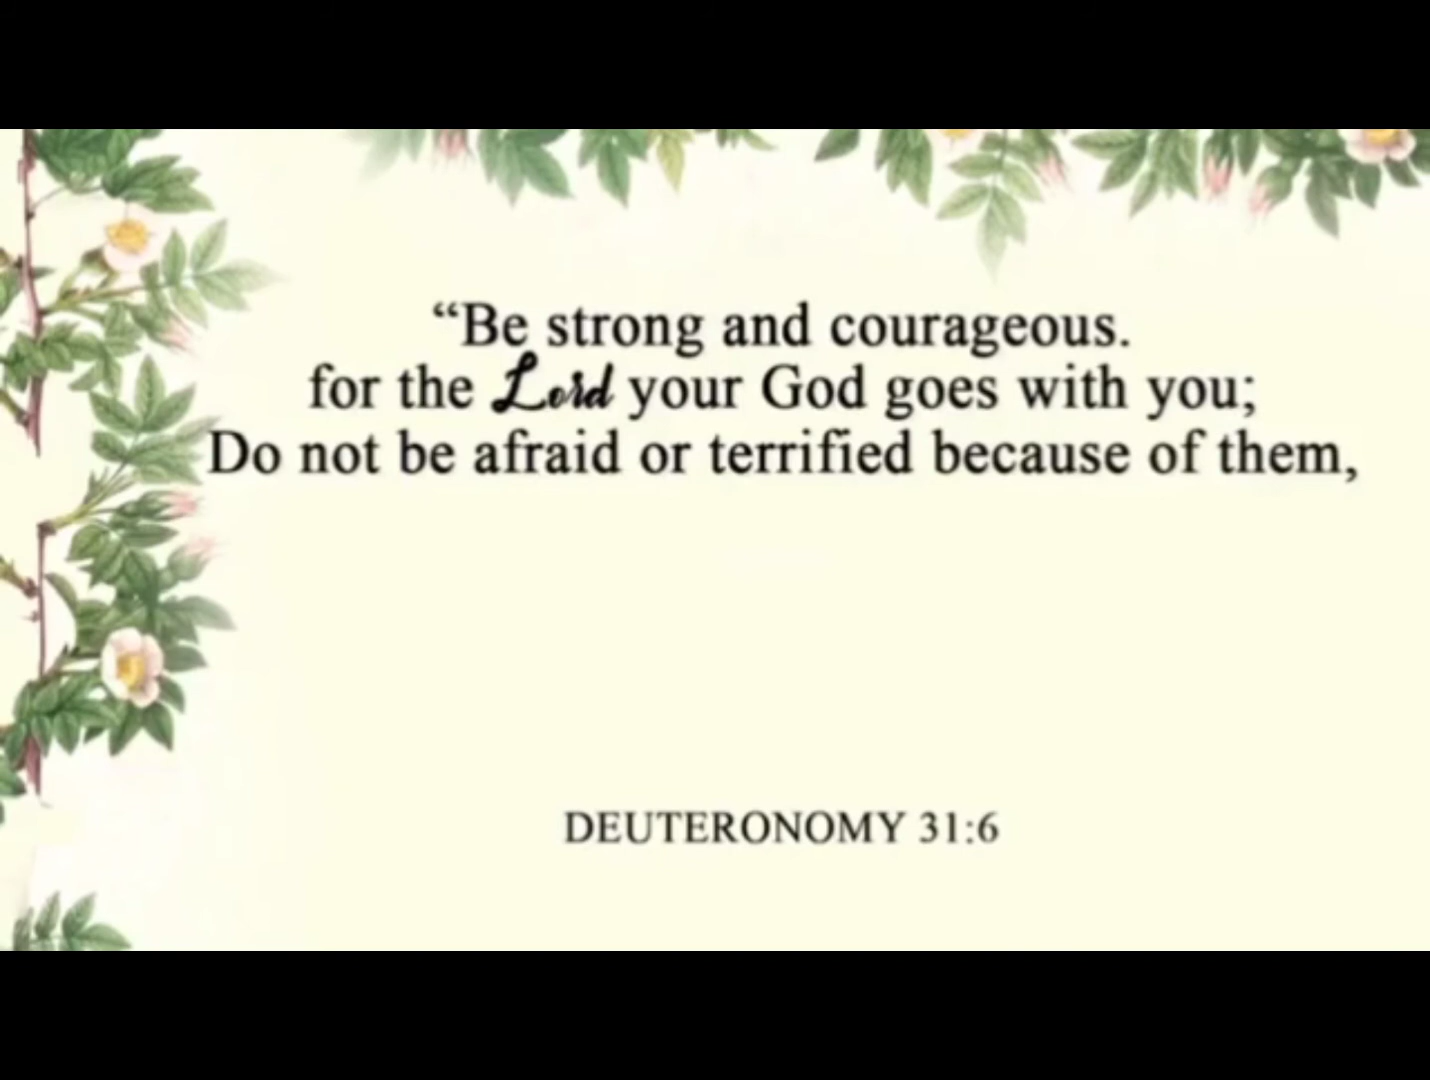 “Be strong and courageous.
for the Lord your God goes with you;
Do not be afraid or terrified because of them,
DEUTERONOMY 31:6